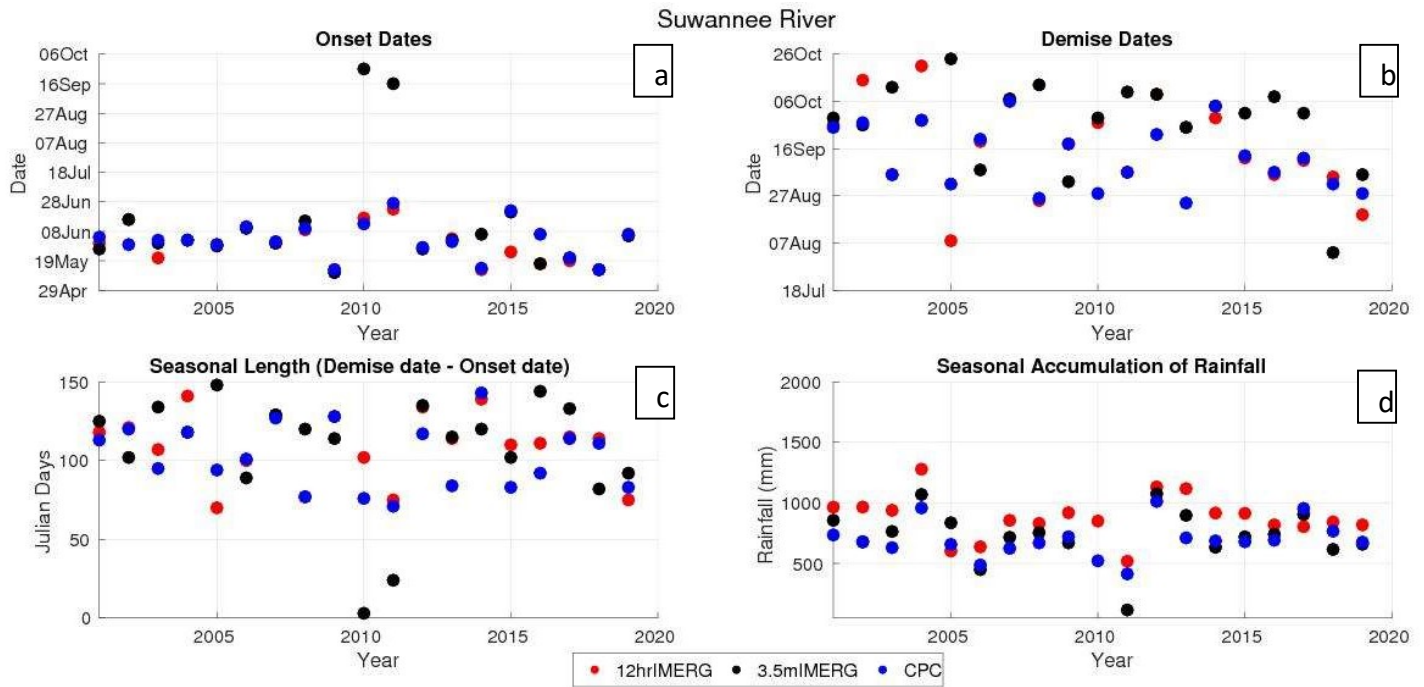 Suwannee River
Onset Dates
a
06Oct
16Sep
27Aug
07Aug
18Jul
28Jun
08Jun
19May
29Apr
Date
2005 2010 2015 2020
Year
Demise Dates
b
26Oct
06Oct
16Sep
27Aug
07Aug
18Jul
Date
2005 2010 2015 2020
Year
Seasonal Length (Demise date - Onset date)
c
150
100
50
0
Julian Days
2005 2010 2015 2020
Year
Seasonal Accumulation of Rainfall
d
2000
1500
1000
500
Rainfall (mm)
2005 2010 2015 2020
Year
12hrIMERG 3.5mIMERG CPC